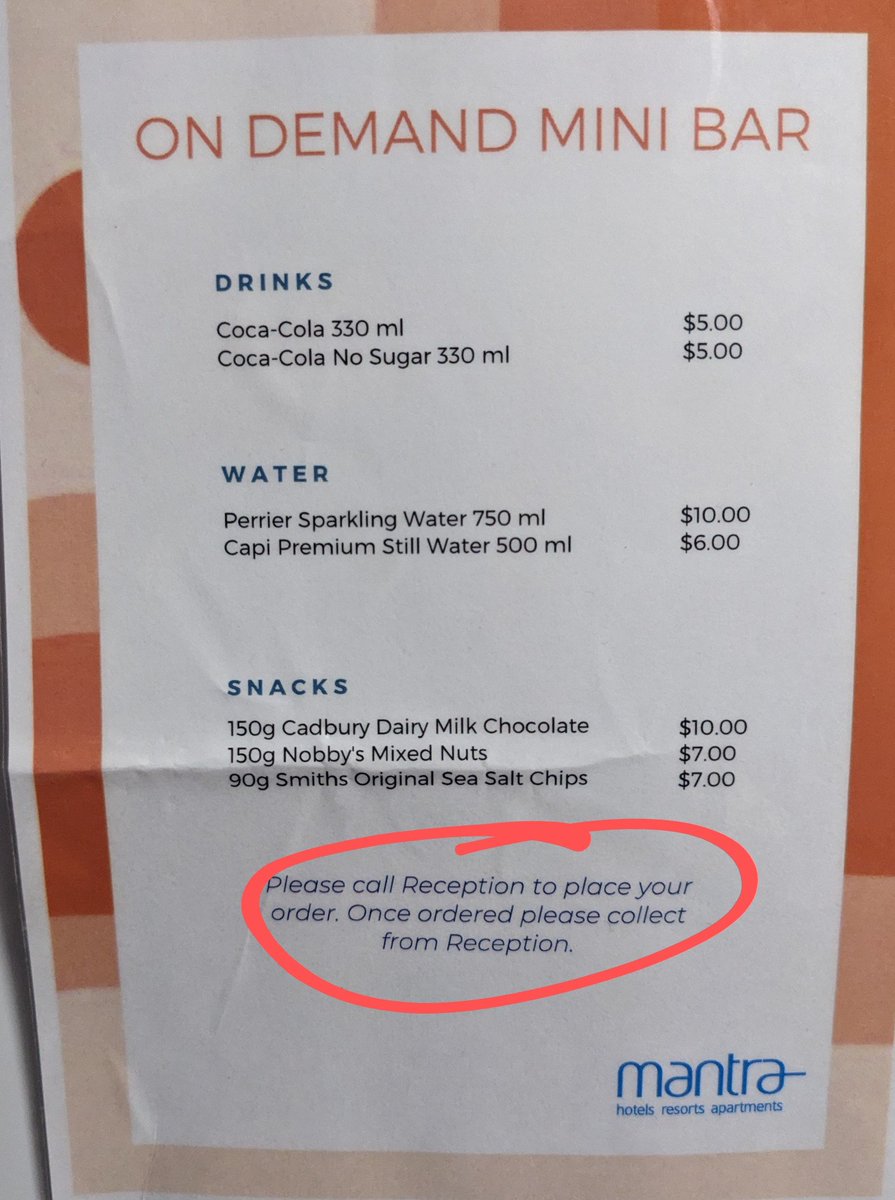 ON DEMAND MINI BAR
DRINKS
Coca-Cola 330 ml $5.00
Coca-Cola No Sugar 330 ml $5.00
WATER
Perrier Sparkling Water 750 ml $10.00
Capi Premium Still Water 500 ml $6.00
SNACKS
150g Cadbury Dairy Milk Chocolate $10.00
150g Nobby's Mixed Nuts $7.00
90g Smiths Original Sea Salt Chips $7.00
Please call Reception to place your
order. Once ordered please collect
from Reception.
mantra
hotels resorts apartments